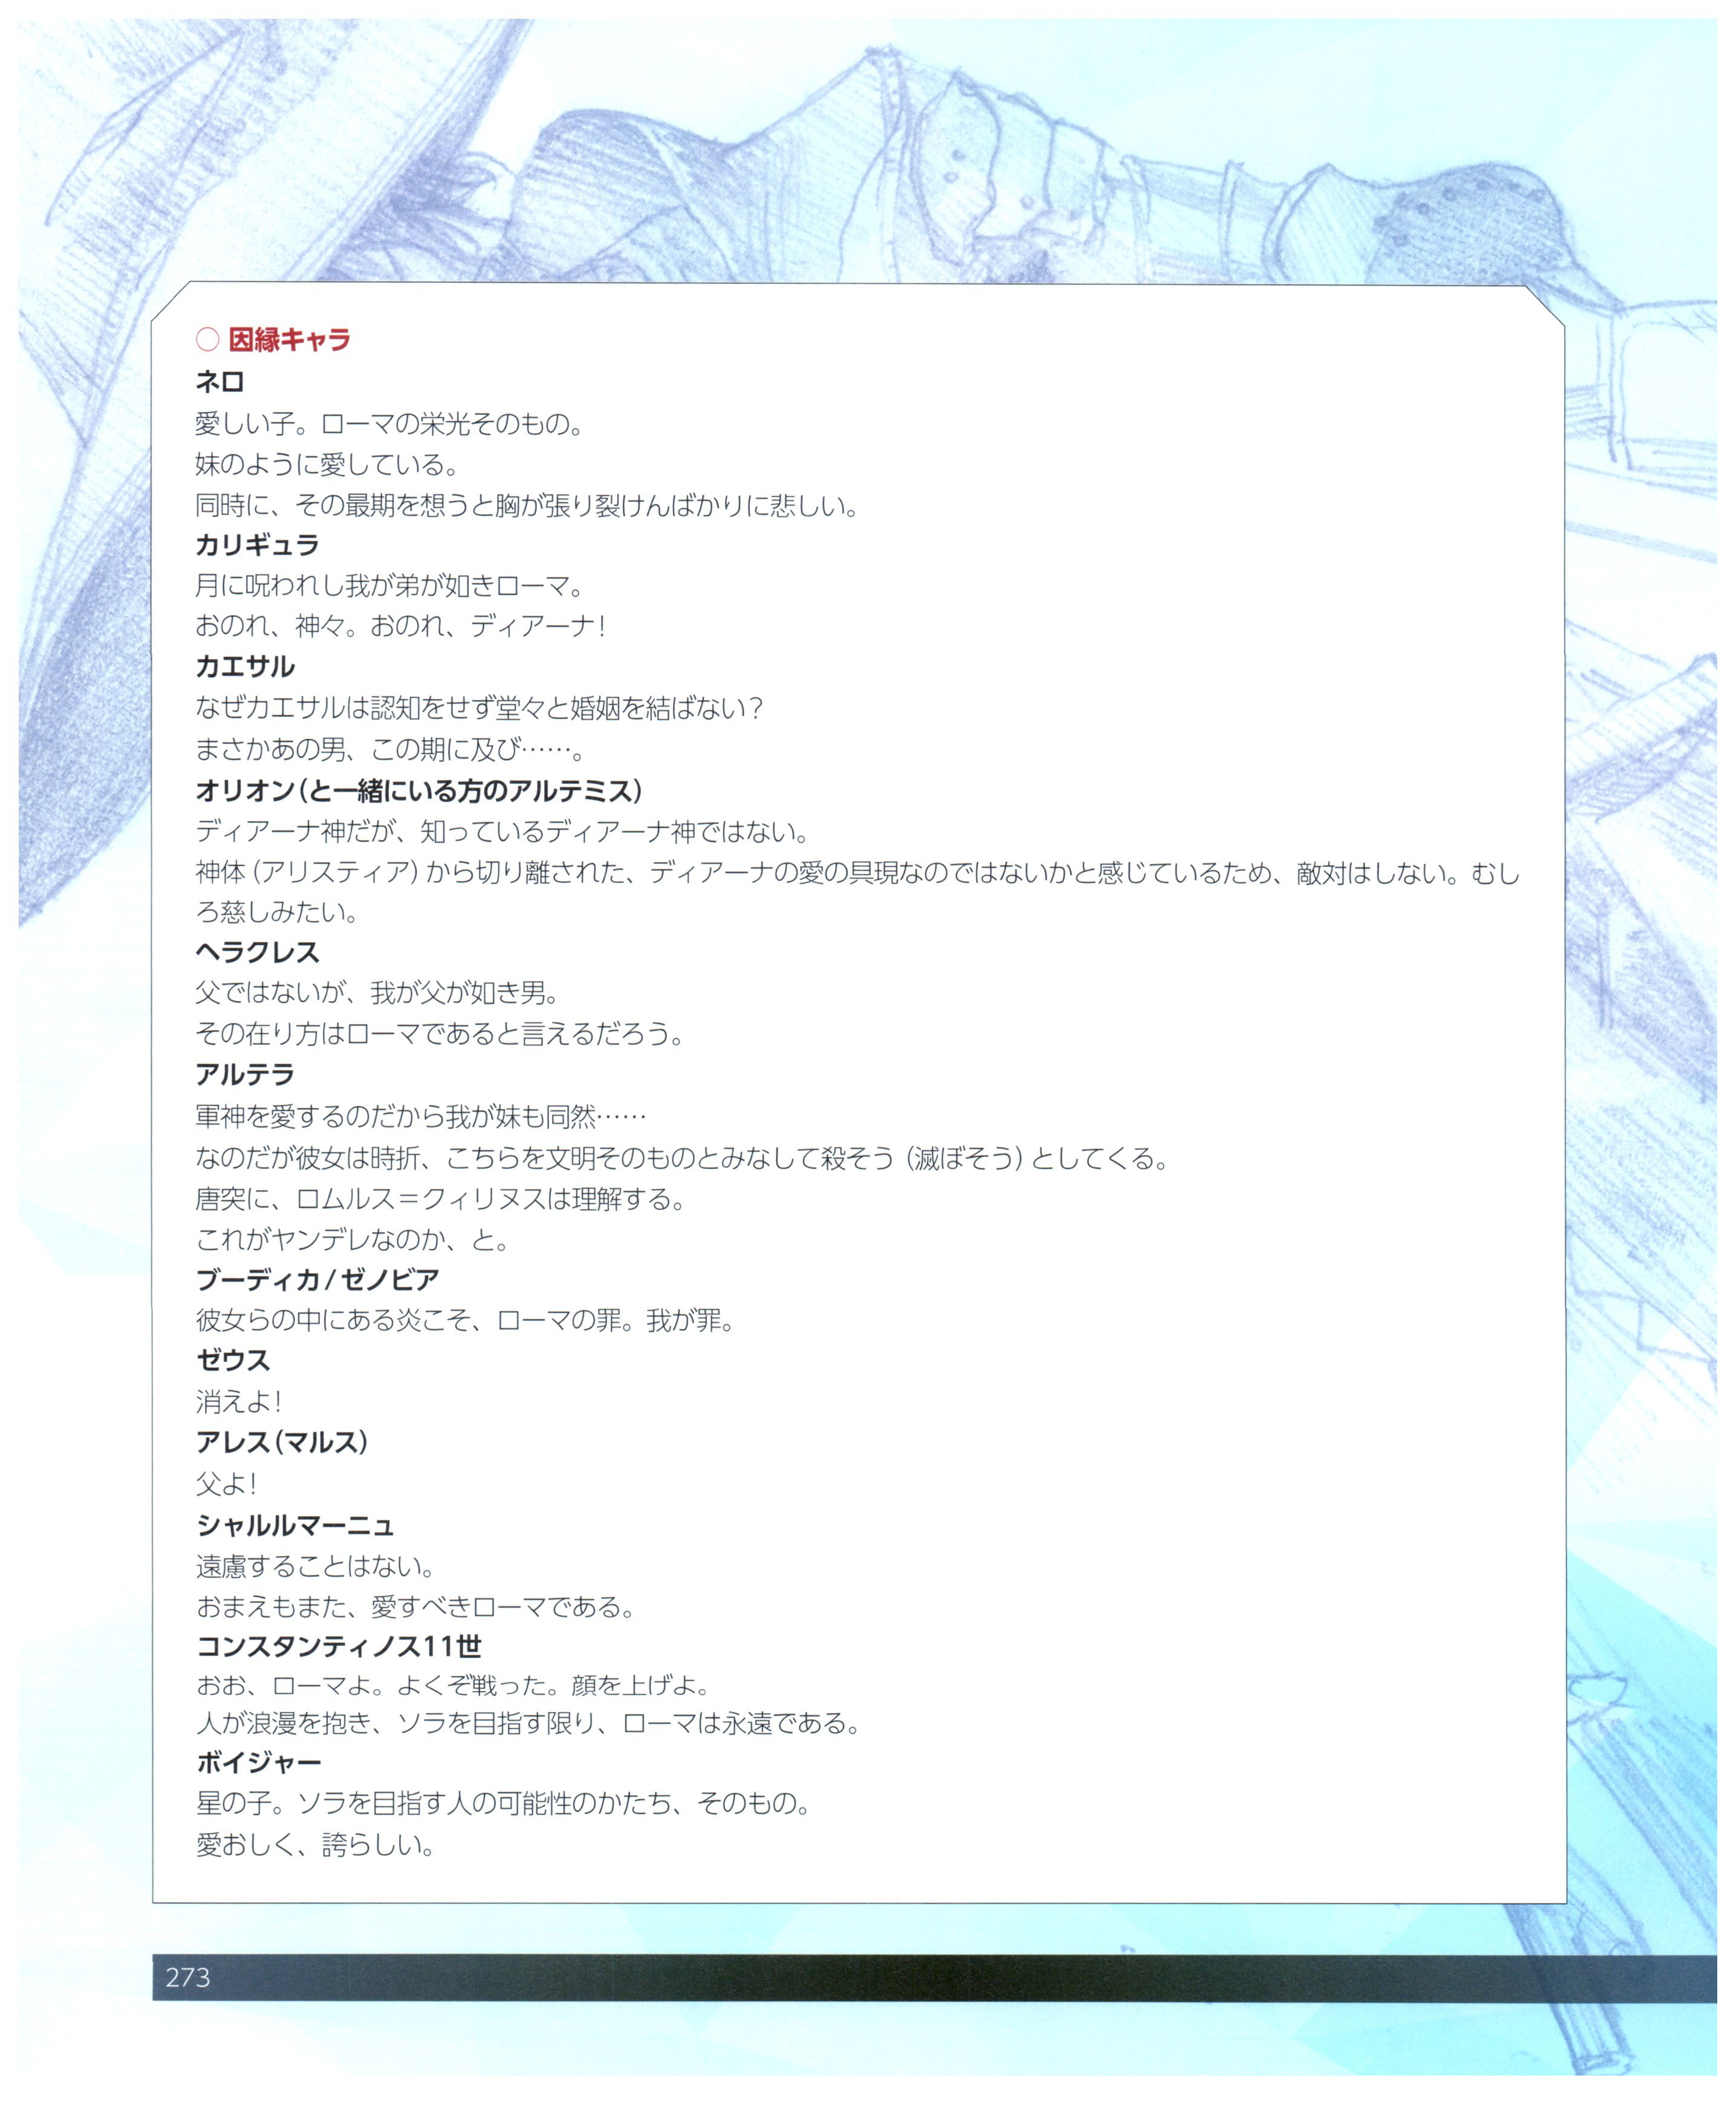 ○ 因縁キャラ
ネロ
愛しい子。ローマの栄光そのもの。
妹のように愛している。
同時に、その最期を想うと胸が張り裂けんばかりに悲しい。
カリギュラ
月に呪われし我が弟が如きローマ。
おのれ、神々。おのれ、ディアーナ！
カエサル
なぜカエサルは認知をせず堂々と婚姻を結ばない？
まさかあの男、この期に及び……。
オリオン（と一緒にいる方のアルテミス）
ディアーナ神だが、知っているディアーナ神ではない。
神体（アリスティア）から切り離された、ディアーナの愛の具現なのではないかと感じているため、敵対はしない。むし
ろ慈しみたい。
ヘラクレス
父ではないが、我が父が如き男。
その在り方はローマであると言えるだろう。
アルテラ
軍神を愛するのだから我が妹も同然……
なのだが彼女は時折、こちらを文明そのものとみなして殺そう（滅ぼそう）としてくる。
唐突に、ロムルス＝クィリヌスは理解する。
これがヤンデレなのか、と。
ブーディカ/ゼノビア
彼女らの中にある炎こそ、ローマの罪。我が罪。
ゼウス
消えよ！
アレス（マルス）
父よ！
シャルルマーニュ
遠慮することはない。
おまえもまた、愛すべきローマである。
コンスタンティノス11世
おお、ローマよ。よくぞ戦った。顔を上げよ。
人が浪漫を抱き、ソラを目指す限り、ローマは永遠である。
ボイジャー
星の子。ソラを目指す人の可能性のかたち、そのもの。
愛おしく、誇らしい。
273